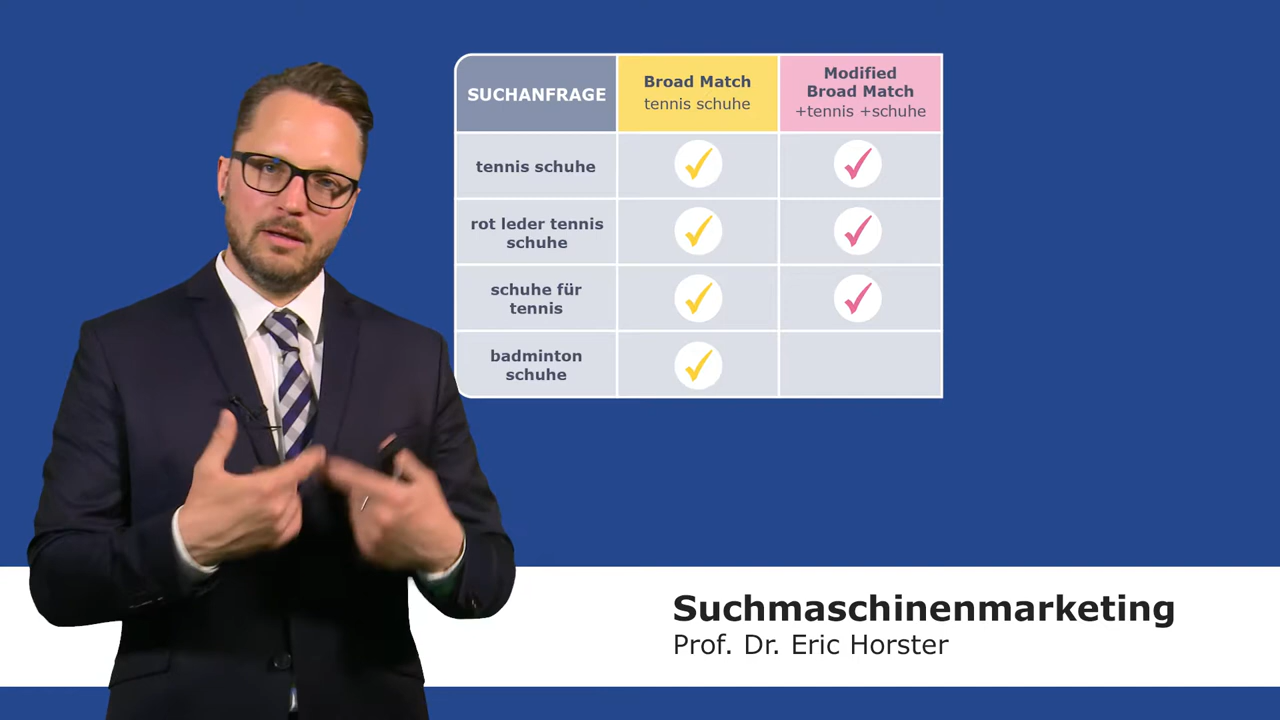 SUCHANFRAGE
Broad Match
tennis schuhe
Modified
Broad Match
+tennis +schuhe
tennis schuhe
rot leder tennis
schuhe
schuhe für
tennis
badminton
schuhe
Suchmaschinenmarketing
Prof. Dr. Eric Horster